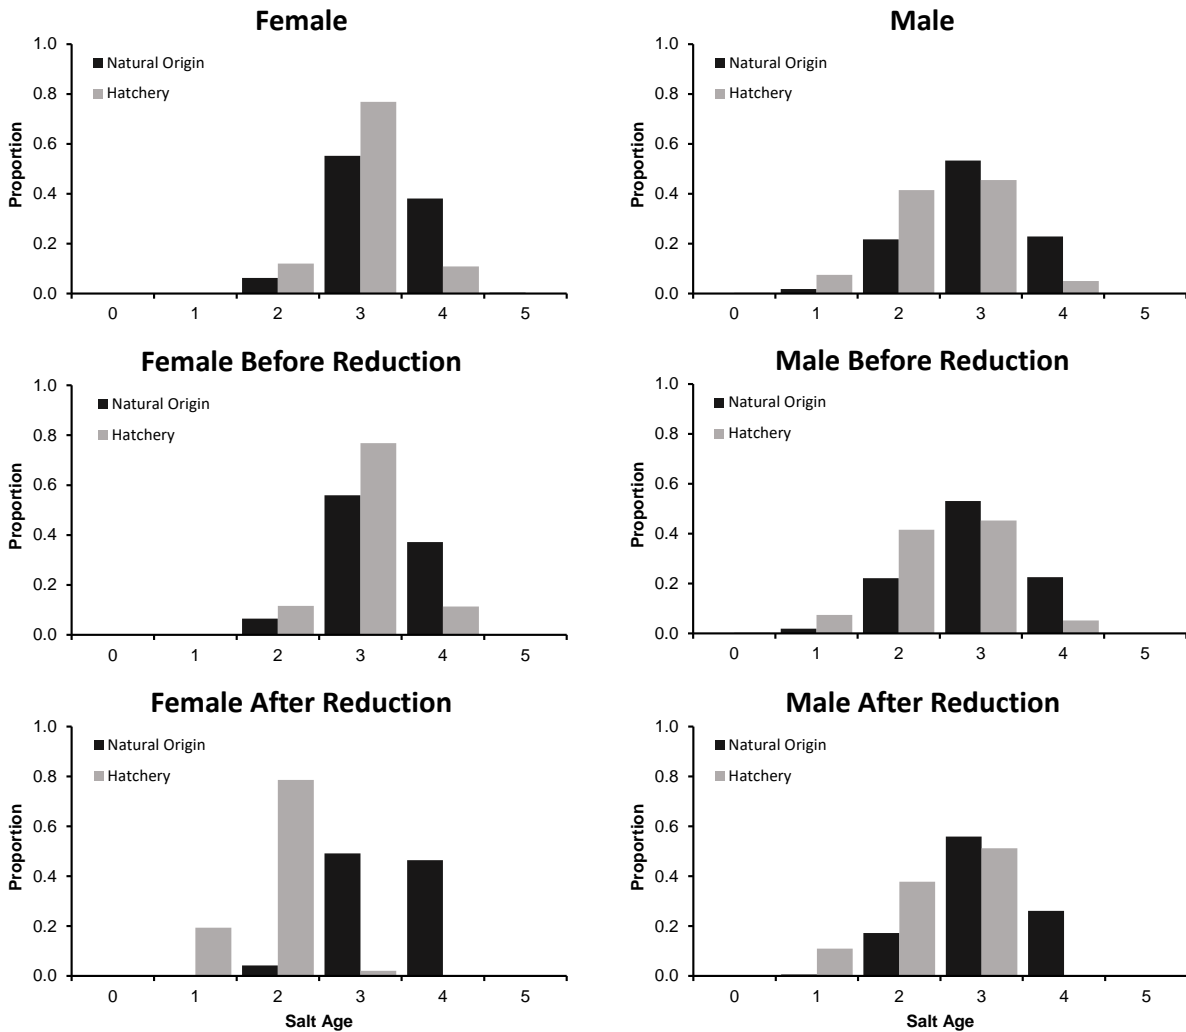 Female
1.0
0.8
0.6
0.4
0.2
0.0
Proportion
Natural Origin
Hatchery
0 1 2 3 4 5
Male
1.0
0.8
0.6
0.4
0.2
0.0
Proportion
Natural Origin
Hatchery
0 1 2 3 4 5
Female Before Reduction
1.0
0.8
0.6
0.4
0.2
0.0
Proportion
Natural Origin
Hatchery
0 1 2 3 4 5
Male Before Reduction
1.0
0.8
0.6
0.4
0.2
0.0
Proportion
Natural Origin
Hatchery
0 1 2 3 4 5
Female After Reduction
1.0
0.8
0.6
0.4
0.2
0.0
Proportion
Natural Origin
Hatchery
0 1 2 3 4 5
Salt Age
Male After Reduction
1.0
0.8
0.6
0.4
0.2
0.0
Proportion
Natural Origin
Hatchery
0 1 2 3 4 5
Salt Age